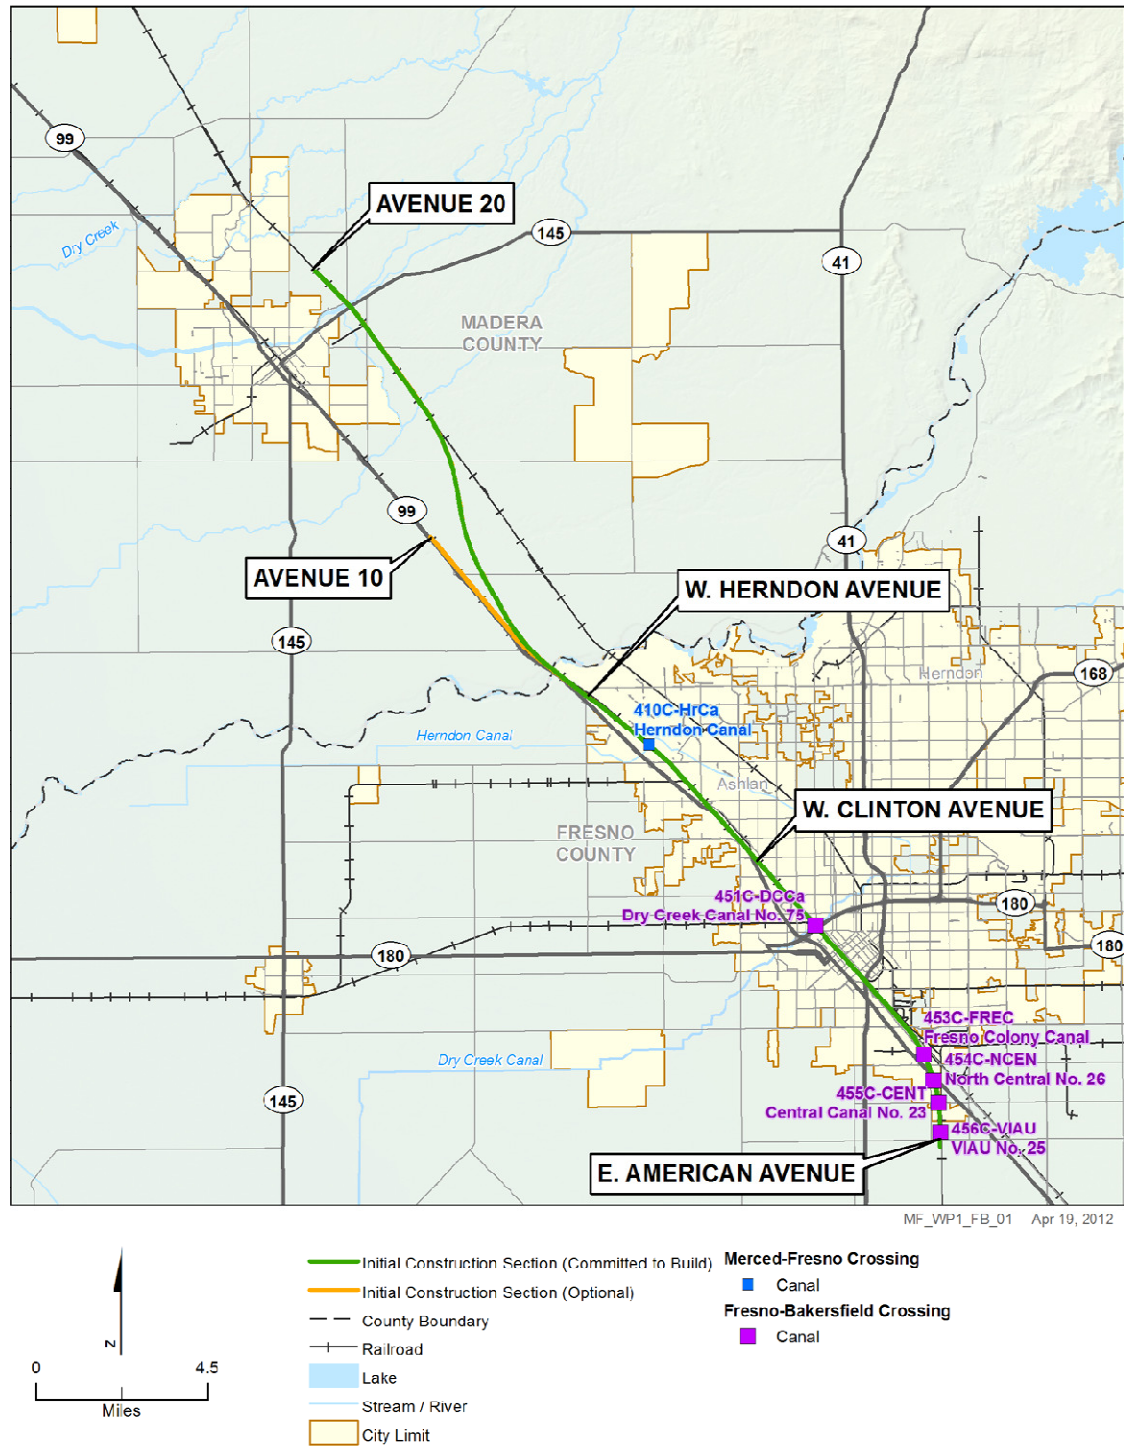 99
AVENUE 20
Dry Creek
145
41
MADERA
COUNTY
99
41
AVENUE 10
W. HERNDON AVENUE
145
Herndon
168
410C-HrCa
Herndon Canal
Herndon Canal
Ashlan
W. CLINTON AVENUE
FRESNO
COUNTY
451C-DCCa
Dry Creek Canal No. 75
180
180
180
453C-FREC
Fresno Colony Canal
Dry Creek Canal
454C-NCEN
North Central No. 26
455C-CENT
Central Canal No. 23
145
456C-VIAU
VIAU No. 25
E. AMERICAN AVENUE
MF_WP1_FB_01 Apr 19, 2012
Initial Construction Section (Committed to Build)
Initial Construction Section (Optional)
County Boundary
Railroad
Lake
Stream / River
City Limit
Merced-Fresno Crossing
Canal
Fresno-Bakersfield Crossing
Canal
N
0 4.5
Miles